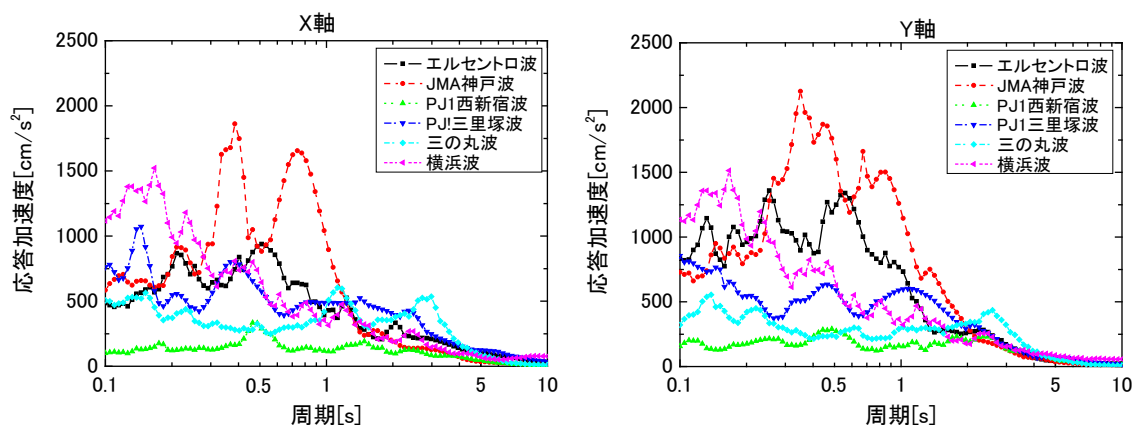 X軸
2500
2000
1500
1000
500
0
0.1
0.5
1
5
10
応答加速度[cm/s²]
周期[s]
エルセントロ波
JMA神戸波
PJ1西新宿波
PJ!三里塚波
三の丸波
横浜波
Y軸
2500
2000
1500
1000
500
0
0.1
0.5
1
5
10
応答加速度[cm/s²]
周期[s]
エルセントロ波
JMA神戸波
PJ1西新宿波
PJ1三里塚波
三の丸波
横浜波